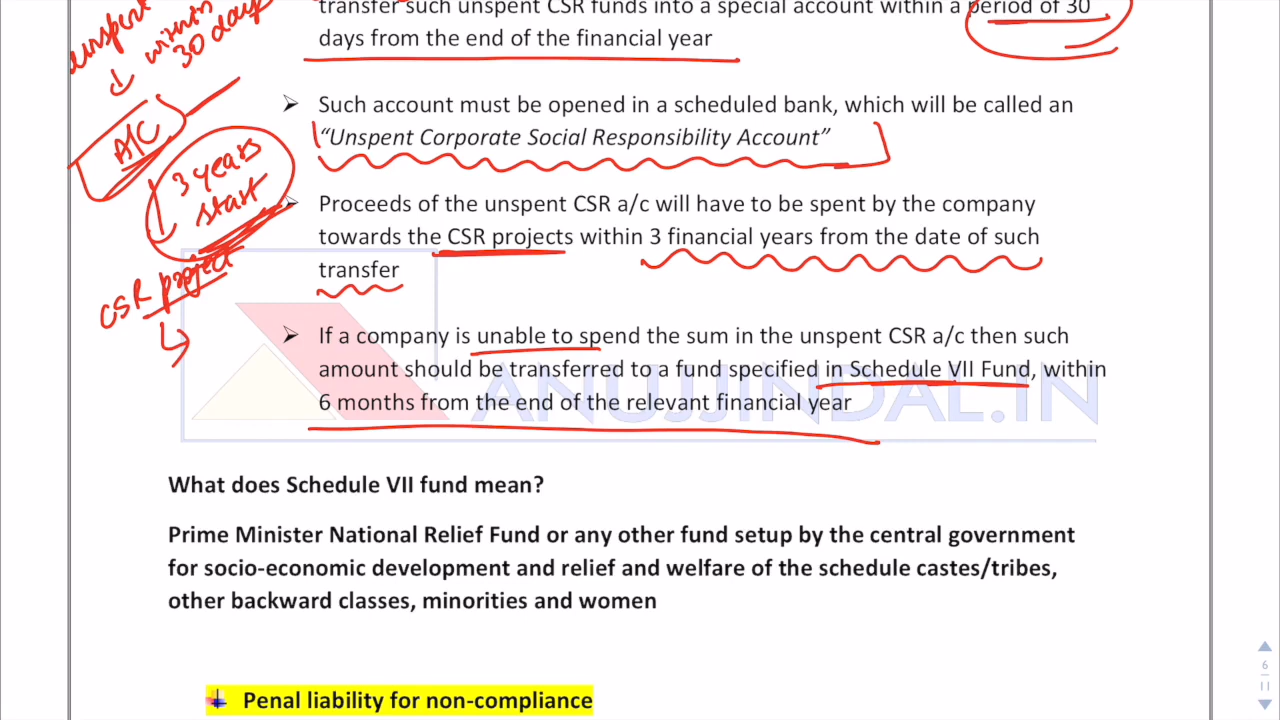 transfer such unspent CSR funds into a special account within a period of 30
days from the end of the financial year
unspent
within
30 days
➢ Such account must be opened in a scheduled bank, which will be called an
“Unspent Corporate Social Responsibility Account”
A/C
3 years
start
➢ Proceeds of the unspent CSR a/c will have to be spent by the company
towards the CSR projects within 3 financial years from the date of such
transfer
CSR project
➢ If a company is unable to spend the sum in the unspent CSR a/c then such
amount should be transferred to a fund specified in Schedule VII Fund, within
6 months from the end of the relevant financial year
ANUJJINDAL.IN
What does Schedule VII fund mean?
Prime Minister National Relief Fund or any other fund setup by the central government
for socio-economic development and relief and welfare of the schedule castes/tribes,
other backward classes, minorities and women
Penal liability for non-compliance
6
11